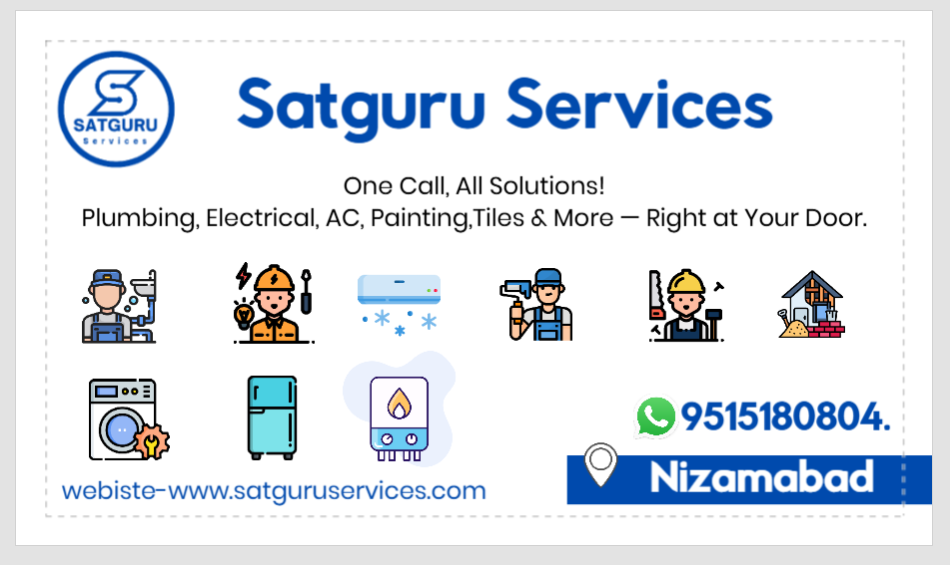 SATGURU
Services
Satguru Services
One Call, All Solutions!
Plumbing, Electrical, AC, Painting,Tiles & More — Right at Your Door.
9515180804.
Nizamabad
webiste-www.satguruservices.com